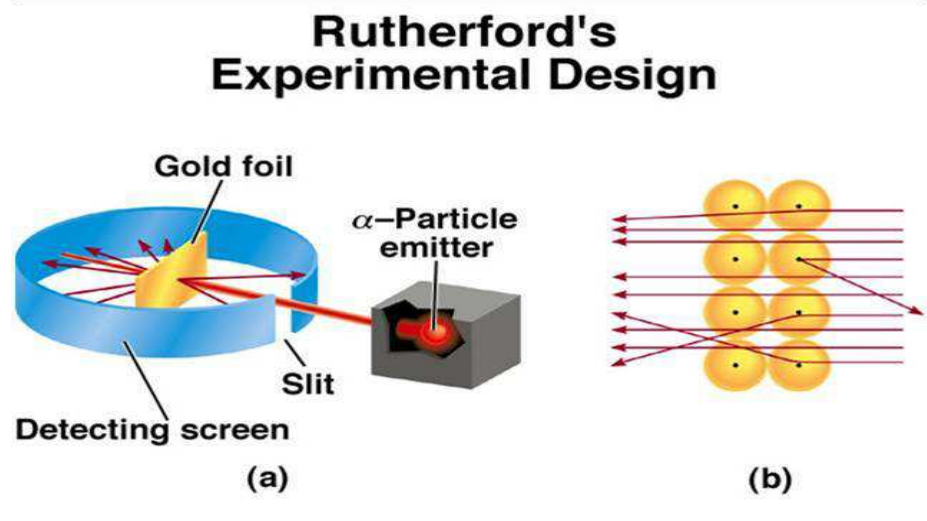 Rutherford's
Experimental Design
Gold foil
α–Particle
emitter
Slit
Detecting screen
(a)
(b)